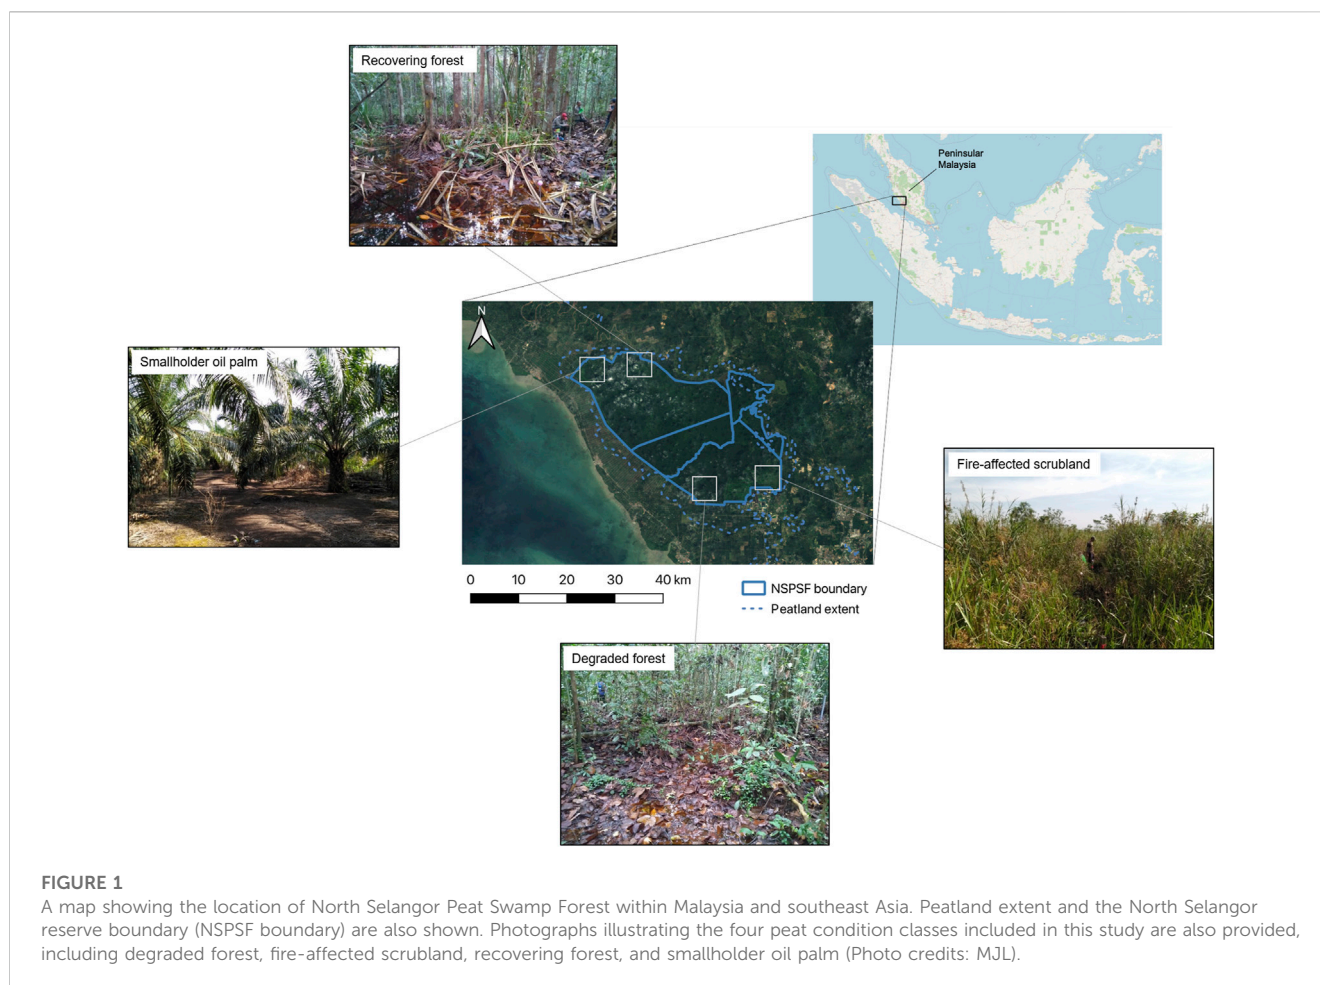 Recovering forest
Peninsular
Malaysia
N
Smallholder oil palm
Fire-affected scrubland
0 10 20 30 40 km
NSPSF boundary
Peatland extent
Degraded forest
FIGURE 1
A map showing the location of North Selangor Peat Swamp Forest within Malaysia and southeast Asia. Peatland extent and the North Selangor
reserve boundary (NSPSF boundary) are also shown. Photographs illustrating the four peat condition classes included in this study are also provided,
including degraded forest, fire-affected scrubland, recovering forest, and smallholder oil palm (Photo credits: MJL).